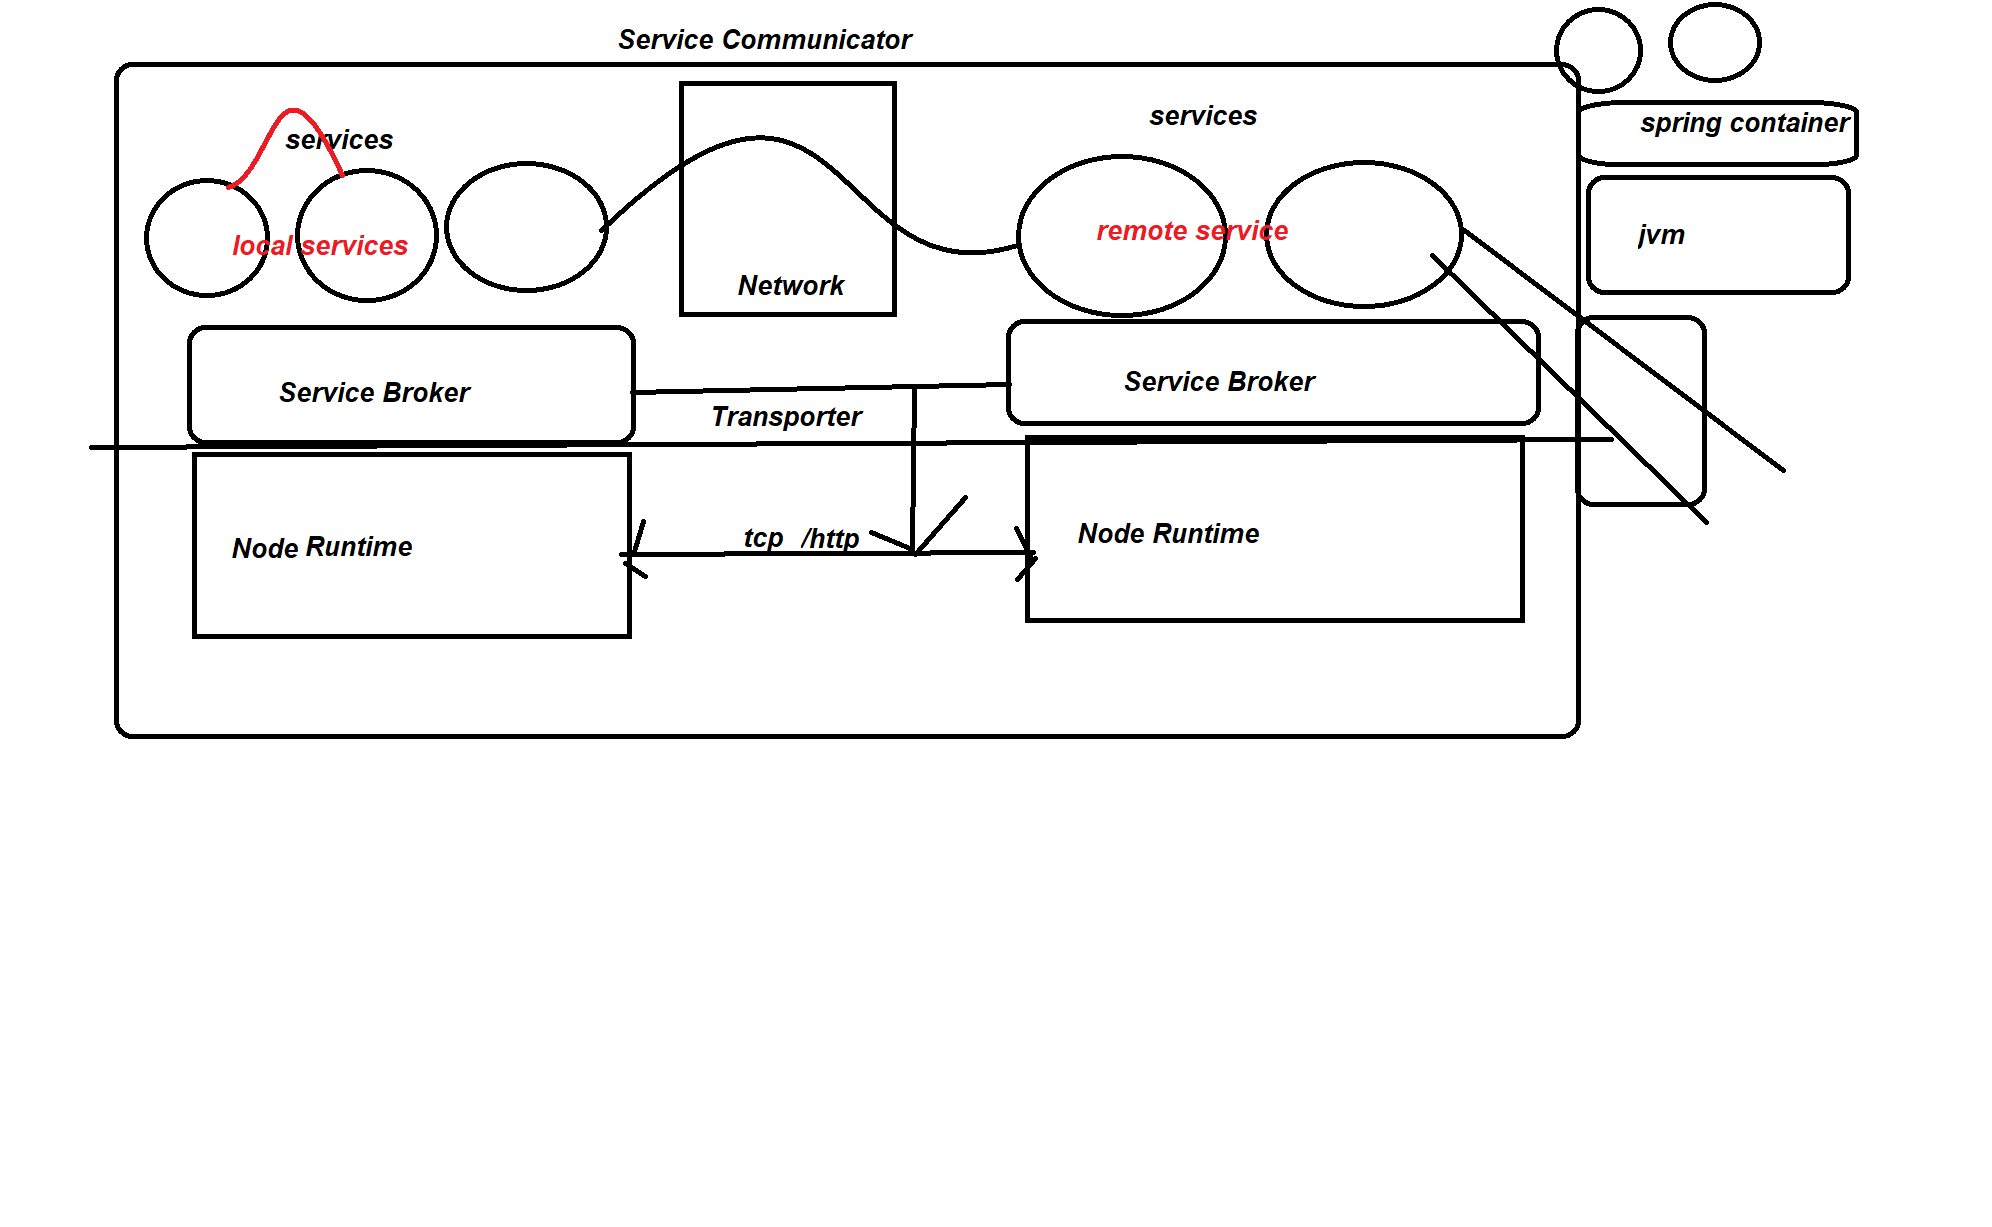 Service Communicator
services
services
spring container
local services
remote service
jvm
Network
Service Broker
Service Broker
Transporter
Node Runtime
tcp /http
Node Runtime